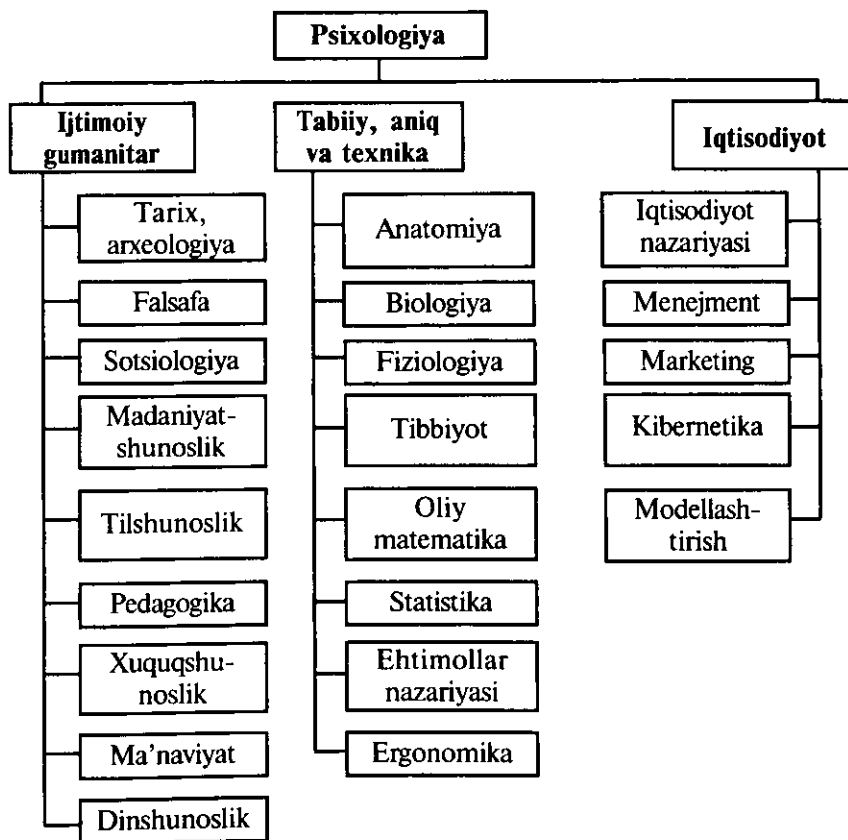 Psixologiya
Ijtimoiy
gumanitar
Tarix,
arxeologiya
Falsafa
Sotsiologiya
Madaniyat-
shunoslik
Tilshunoslik
Pedagogika
Xuquqshu-
noslik
Ma'naviyat
Dinshunoslik
Tabiiy, aniq
va texnika
Anatomiya
Biologiya
Fiziologiya
Tibbiyot
Oliy
matematika
Statistika
Ehtimollar
nazariyasi
Ergonomika
Iqtisodiyot
Iqtisodiyot
nazariyasi
Menejment
Marketing
Kibernetika
Modellash-
tirish